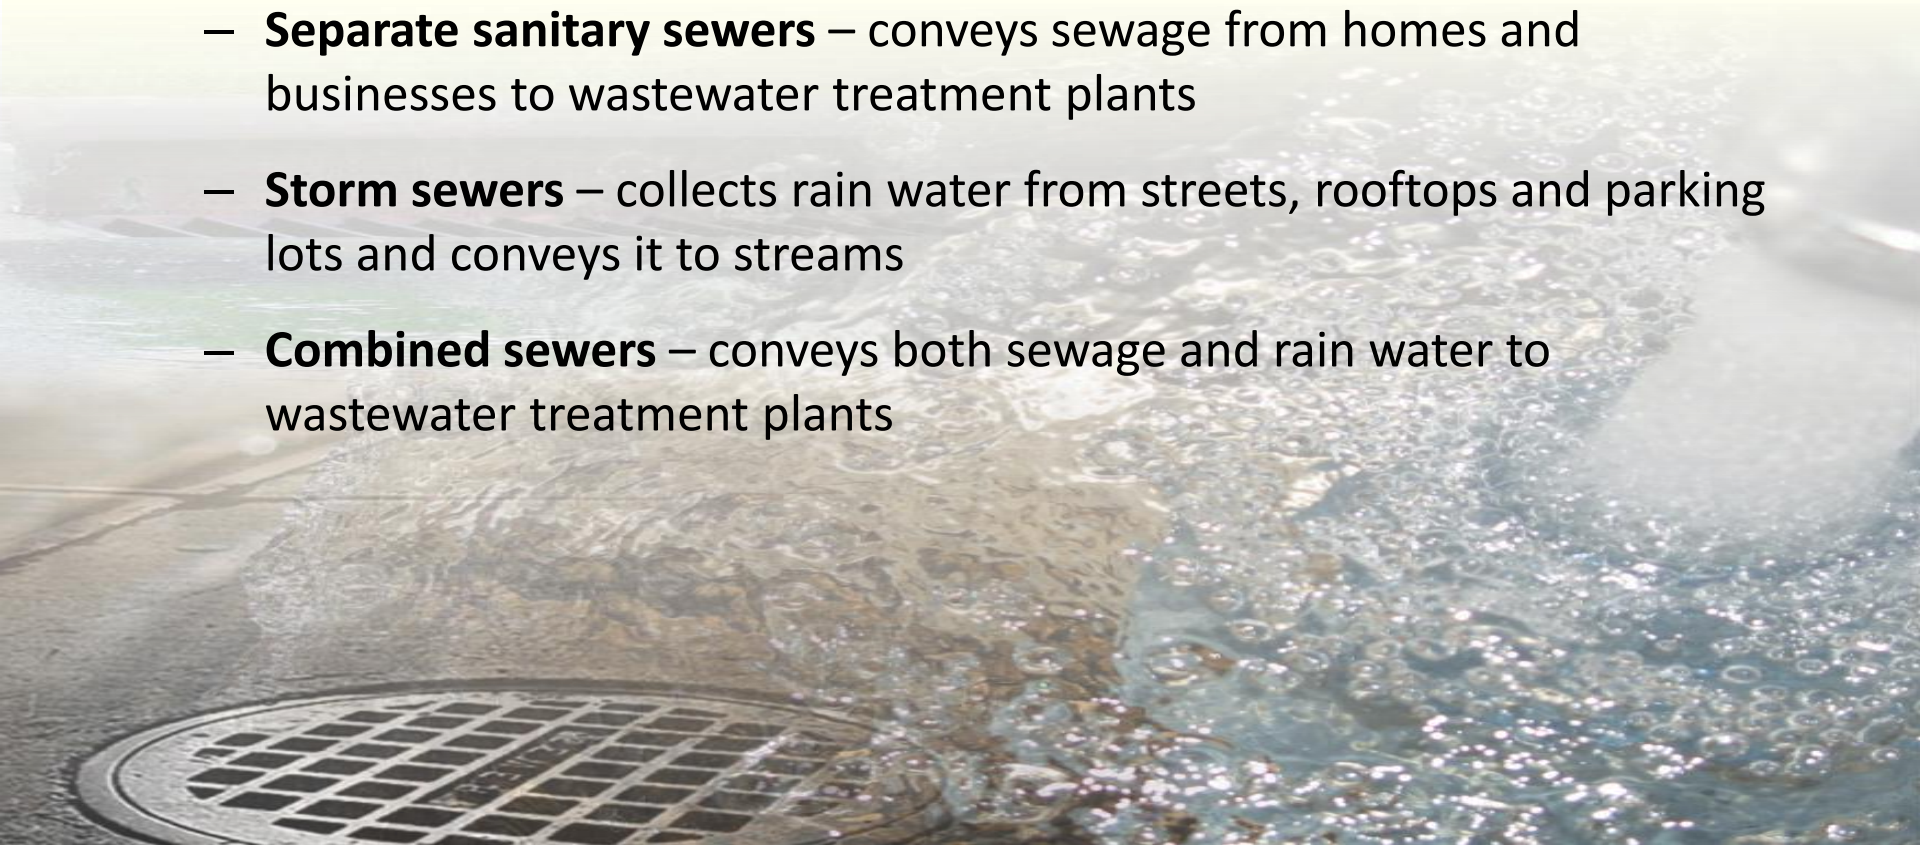 – Separate sanitary sewers – conveys sewage from homes and
businesses to wastewater treatment plants
– Storm sewers – collects rain water from streets, rooftops and parking
lots and conveys it to streams
– Combined sewers – conveys both sewage and rain water to
wastewater treatment plants